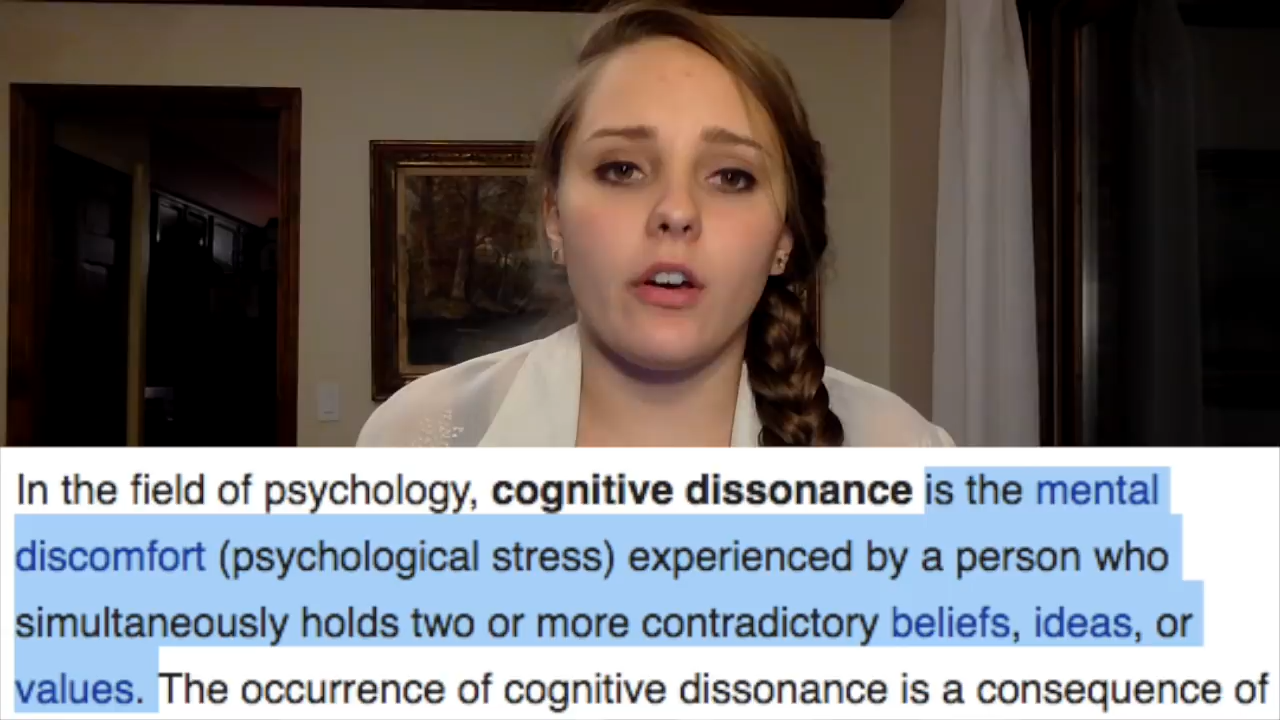 In the field of psychology, cognitive dissonance is the mental
discomfort (psychological stress) experienced by a person who
simultaneously holds two or more contradictory beliefs, ideas, or
values. The occurrence of cognitive dissonance is a consequence of